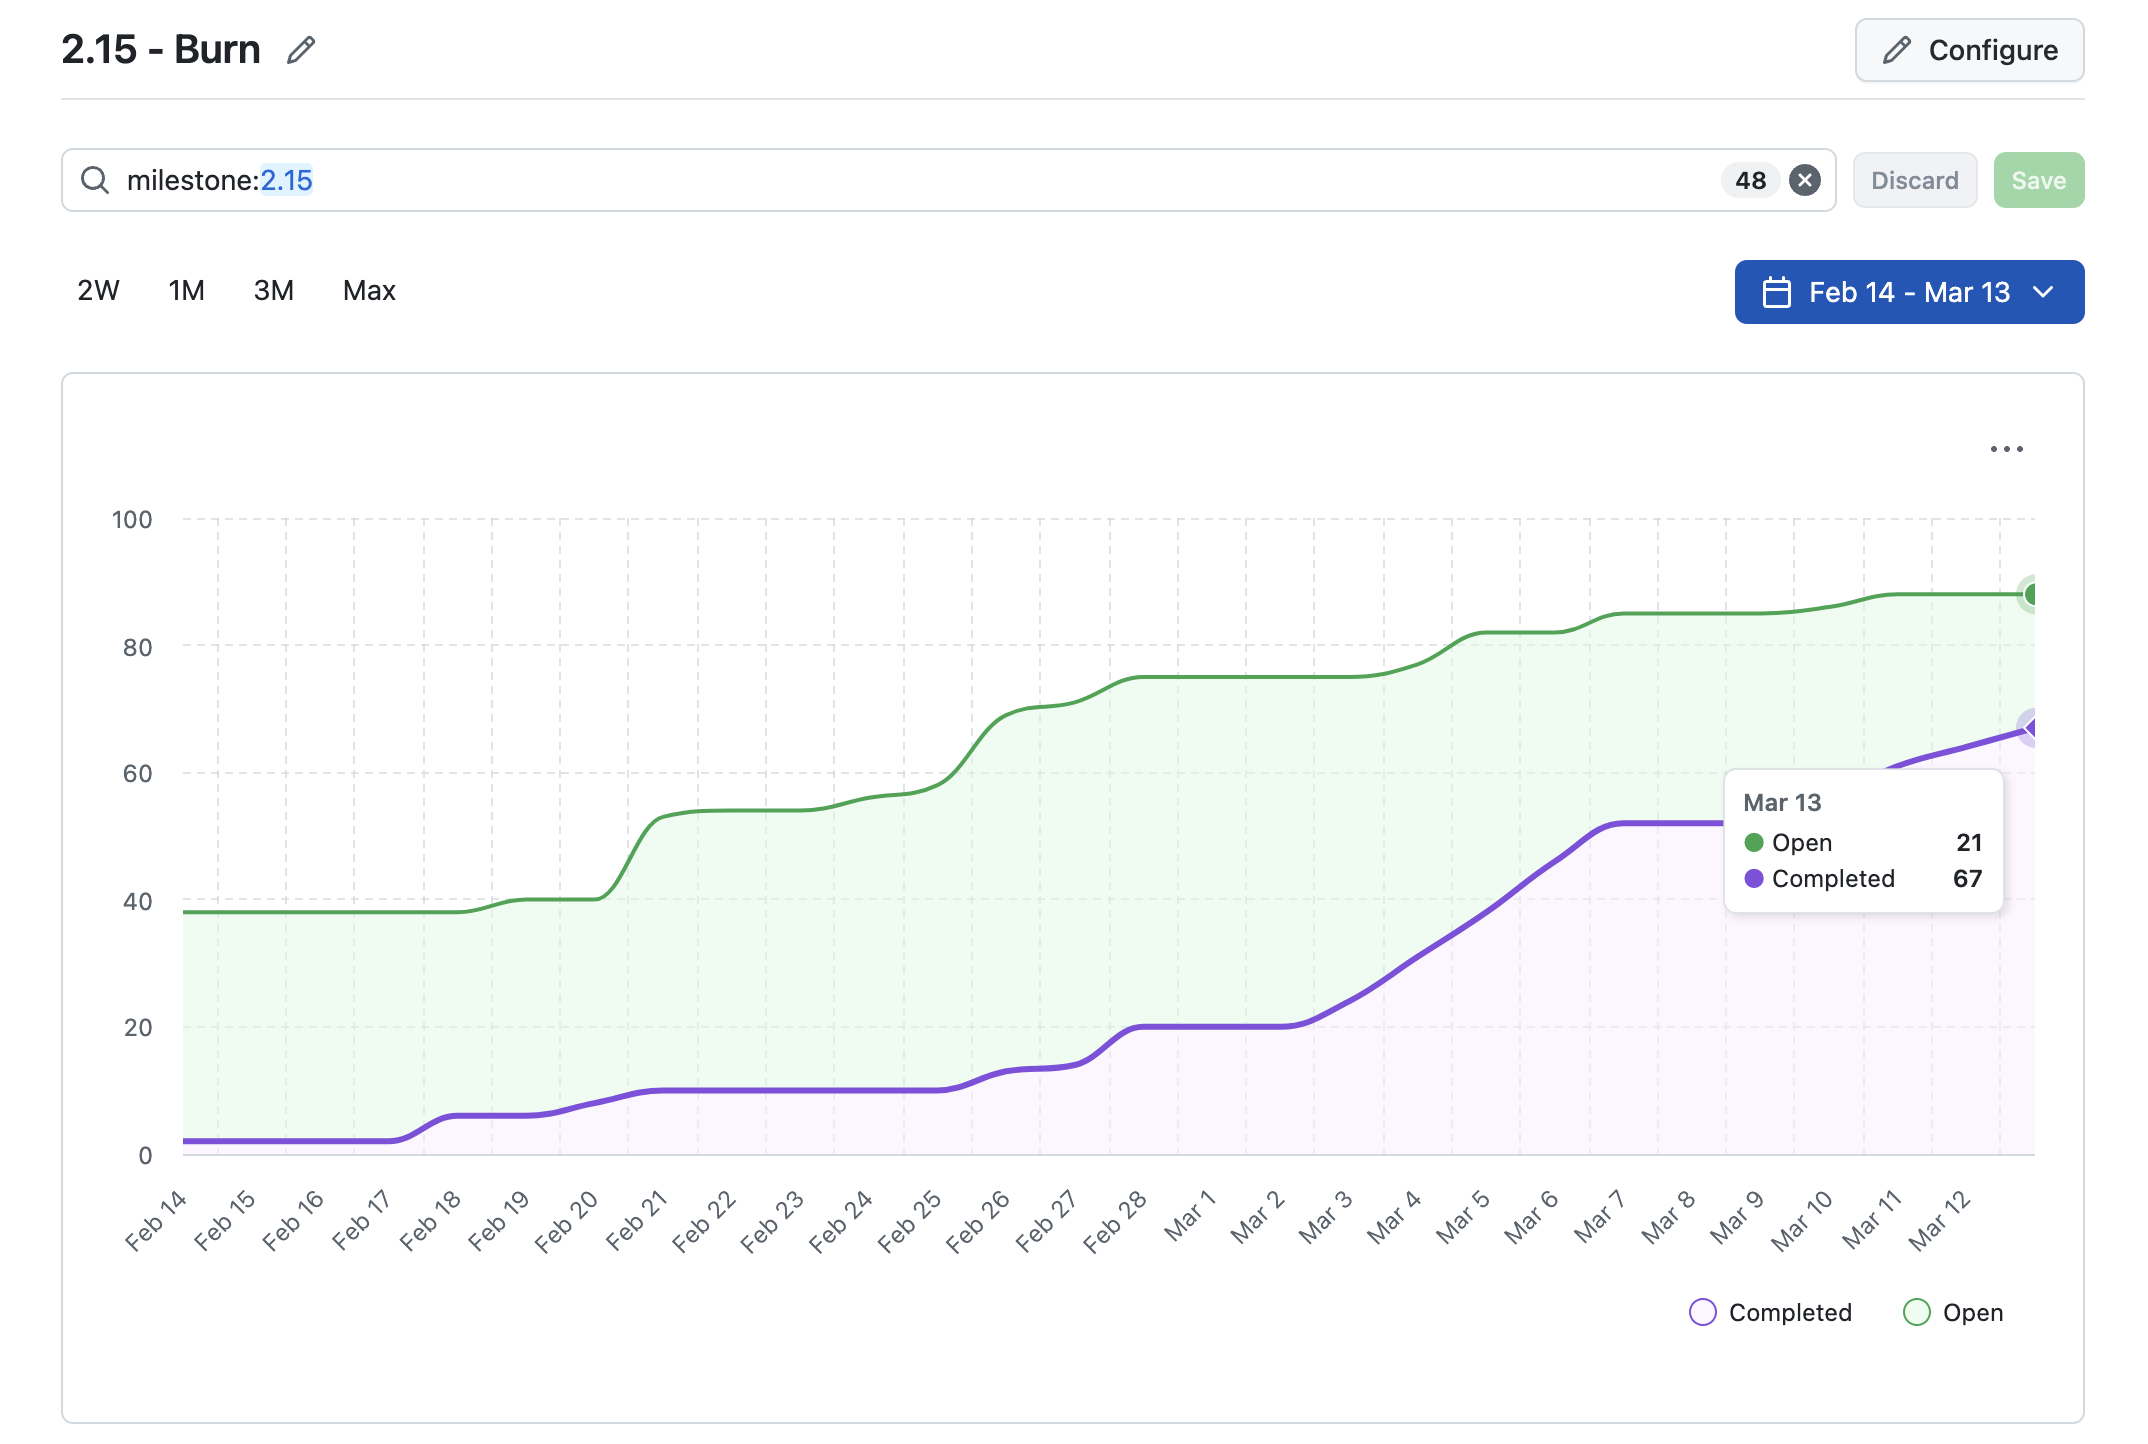 2.15 - Burn
Configure
milestone:2.15
48
Discard
Save
2W
1M
3M
Max
Feb 14 - Mar 13
100
80
60
40
20
0
Mar 13
Open 21
Completed 67
Feb 14
Feb 15
Feb 16
Feb 17
Feb 18
Feb 19
Feb 20
Feb 21
Feb 22
Feb 23
Feb 24
Feb 25
Feb 26
Feb 27
Feb 28
Mar 1
Mar 2
Mar 3
Mar 4
Mar 5
Mar 6
Mar 7
Mar 8
Mar 9
Mar 10
Mar 11
Mar 12
Completed
Open